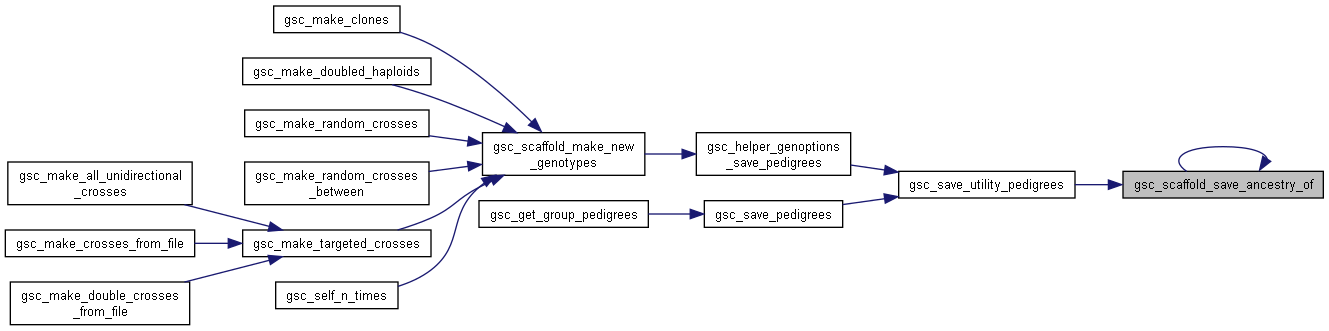 gsc_make_clones
gsc_make_doubled_haploids
gsc_make_random_crosses
gsc_make_random_crosses
_between
gsc_make_all_unidirectional
_crosses
gsc_make_crosses_from_file
gsc_make_double_crosses
_from_file
gsc_make_targeted_crosses
gsc_self_n_times
gsc_scaffold_make_new
_genotypes
gsc_get_group_pedigrees
gsc_helper_genoptions
_save_pedigrees
gsc_save_pedigrees
gsc_save_utility_pedigrees
gsc_scaffold_save_ancestry_of